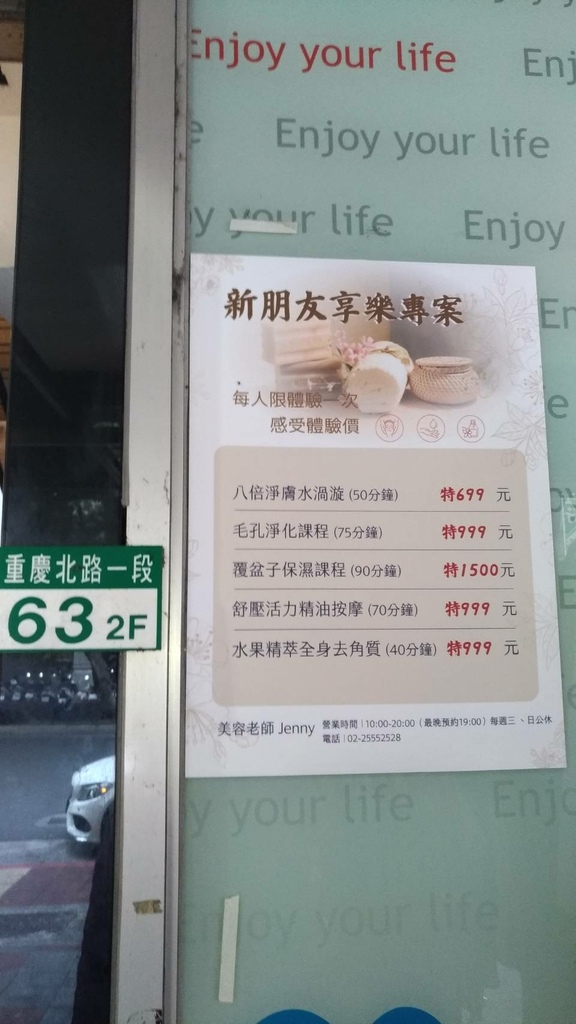 Enjoy your life
Enj
e
Enjoy your life
y your life
Enjoy
En
新朋友享樂專案
每人限體驗一次
感受體驗價
八倍淨膚水渦漩 (50分鐘) 特699 元
毛孔淨化課程 (75分鐘) 特999 元
覆盆子保濕課程 (90分鐘) 特1500元
舒壓活力精油按摩 (70分鐘) 特999 元
水果精萃全身去角質 (40分鐘) 特999 元
美容老師 Jenny
營業時間 | 10:00-20:00 ( 最晚預約19:00 ) 每週三、日公休
電話 | 02-25552528
重慶北路一段
63 2F
y your life
Enjo
Enjoy your life